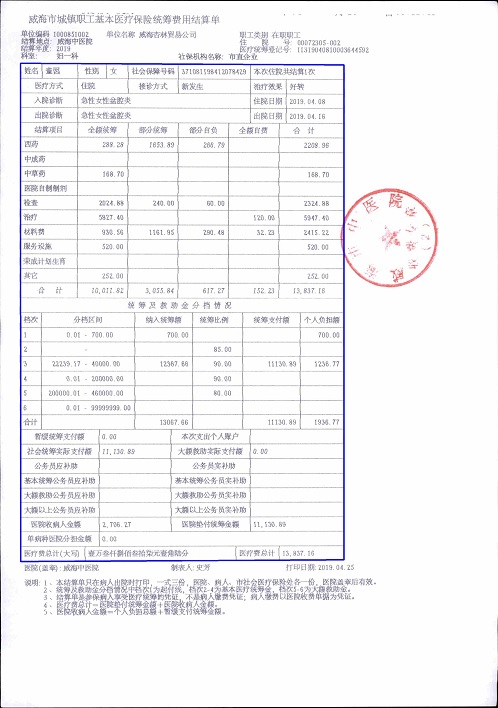 威海市城镇职工基本医疗保险统筹费用结算单
单位编码 1000851002 单位名称 威海吉林贸易公司 职工类别 在职职工
结算地点: 威海中医院 住 院 号: 00072305-002
结算年度: 2019 医疗统筹登记号:
科室: 妇一科 社保机构名称: 市直企业
姓名 性别 女 社会保障号码 371081198412078429 本次住院共结算1次
医疗方式 住院 接诊方式 新发生 治疗效果 好转
入院诊断 急性女性盆腔炎 住院日期 2019.04.08
出院诊断 急性女性盆腔炎 出院日期 2019.04.16
结算项目 全额统筹 部分统筹 部分自负 全额自费 合 计
西药 288.28 1653.89 266.79 2208.96
中成药
中草药 168.70 168.70
医院自制制剂
检查 2024.88 240.00 60.00 2324.88
治疗 5827.40 120.00 5947.40
材料费 930.56 1161.95 290.48 32.23 2415.22
服务设施 520.00 520.00
荣成计划生育
其它 252.00 252.00
合 计 10,011.82 3,055.84 617.27 152.23 13,837.16
统筹及救助金分档情况
档次 分档区间 纳入统筹额 统筹比例 统筹支付额 个人负担额
1 0.01 - 700.00 700.00 700.00
2 - 85.00
3 22239.17 - 40000.00 12367.66 90.00 11130.89 1236.77
4 0.01 - 200000.00 90.00
5 200000.01 - 460000.00 80.00
6 0.01 - 99999999.00
合计 13067.66 11130.89 1936.77
暂缓统筹支付额 0.00 本次支出个人账户
社会统筹实际支付额 11,130.89 大额救助实际支付额 0.00
公务员应补助 公务员实补助
基本统筹公务员应补助 基本统筹公务员实补助
大额救助公务员应补助 大额救助公务员实补助
大额以上公务员应补助 大额以上公务员实补助
医院收病人金额 2,706.27 医院垫付统筹金额 11,130.89
单病种医院分担金额 0.00
医疗费总计(大写) 壹万叁仟捌佰叁拾柒元壹角陆分 医疗费总计 13,837.16
医院(盖章): 威海中医院 制表人: 史芳 打印日期: 2019.04.25
说明: 1、本结算单只在病人出院时打印,一式三份,医院、病人、市社会医疗保险处各一份,医院盖章后有效。
2、统筹及救助金分档情况中档次1为起付线,档次2-4为基本医疗统筹金,档次5-6为大额救助金。
3、结算单是参保病人享受医疗统筹的凭证,不是病人缴费凭证,病人缴费以医院收费单据为凭证。
4、医疗费总计=医院垫付统筹金额+医院收病人金额。
5、医院收病人金额=个人负担总额+暂缓支付统筹金额。